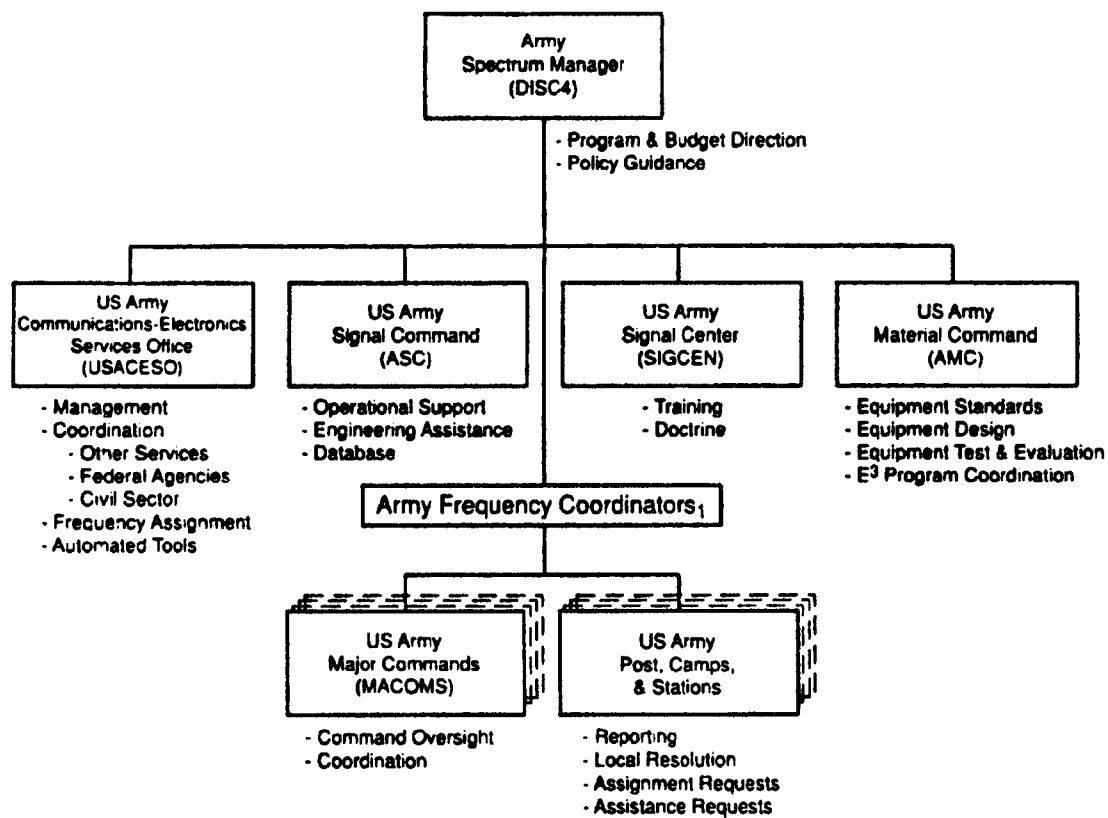 Army
Spectrum Manager
(DISC4)
- Program & Budget Direction
- Policy Guidance
US Army
Communications-Electronics
Services Office
(USACESO)
- Management
- Coordination
- Other Services
- Federal Agencies
- Civil Sector
- Frequency Assignment
- Automated Tools
US Army
Signal Command
(ASC)
- Operational Support
- Engineering Assistance
- Database
US Army
Signal Center
(SIGCEN)
- Training
- Doctrine
US Army
Material Command
(AMC)
- Equipment Standards
- Equipment Design
- Equipment Test & Evaluation
- E³ Program Coordination
Army Frequency Coordinators₁
US Army
Major Commands
(MACOMS)
- Command Oversight
- Coordination
US Army
Post, Camps,
& Stations
- Reporting
- Local Resolution
- Assignment Requests
- Assistance Requests